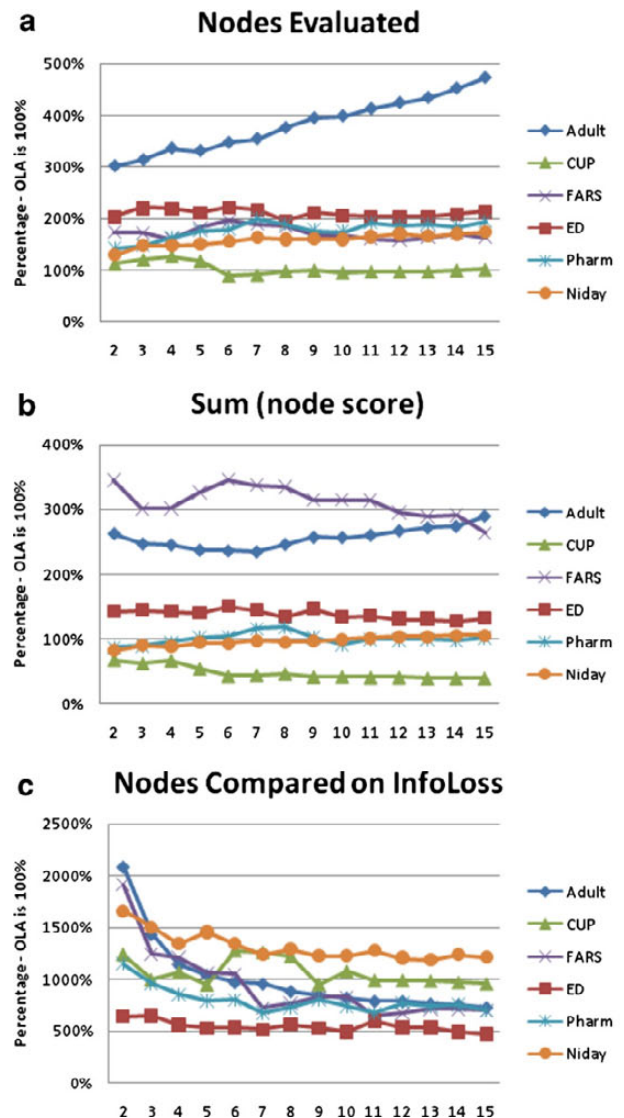 a
Nodes Evaluated
Percentage - OLA is 100%
500%
400%
300%
200%
100%
0%
2 3 4 5 6 7 8 9 10 11 12 13 14 15
Adult
CUP
FARS
ED
Pharm
Niday
b
Sum (node score)
Percentage - OLA is 100%
400%
300%
200%
100%
0%
2 3 4 5 6 7 8 9 10 11 12 13 14 15
Adult
CUP
FARS
ED
Pharm
Niday
c
Nodes Compared on InfoLoss
Percentage - OLA is 100%
2500%
2000%
1500%
1000%
500%
0%
2 3 4 5 6 7 8 9 10 11 12 13 14 15
Adult
CUP
FARS
ED
Pharm
Niday